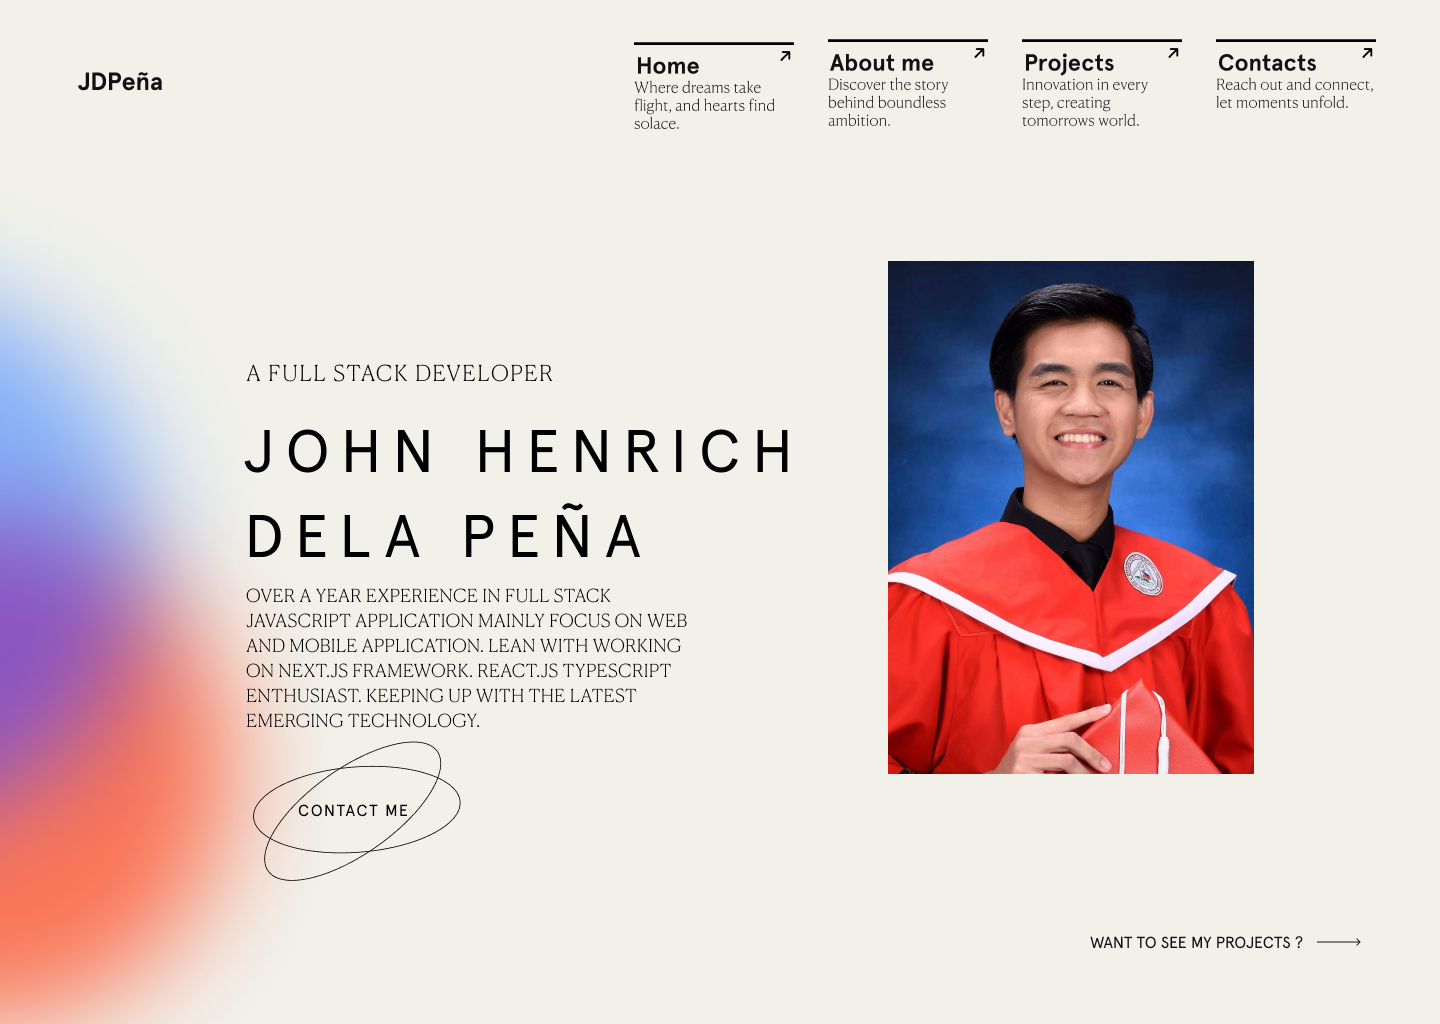 JDPeña
Home
Where dreams take
flight, and hearts find
solace.
About me
Discover the story
behind boundless
ambition.
Projects
Innovation in every
step, creating
tomorrows world.
Contacts
Reach out and connect,
let moments unfold.
A FULL STACK DEVELOPER
JOHN HENRICH
DELA PEÑA
OVER A YEAR EXPERIENCE IN FULL STACK
JAVASCRIPT APPLICATION MAINLY FOCUS ON WEB
AND MOBILE APPLICATION. LEAN WITH WORKING
ON NEXT.JS FRAMEWORK. REACT.JS TYPESCRIPT
ENTHUSIAST. KEEPING UP WITH THE LATEST
EMERGING TECHNOLOGY.
CONTACT ME
WANT TO SEE MY PROJECTS ?